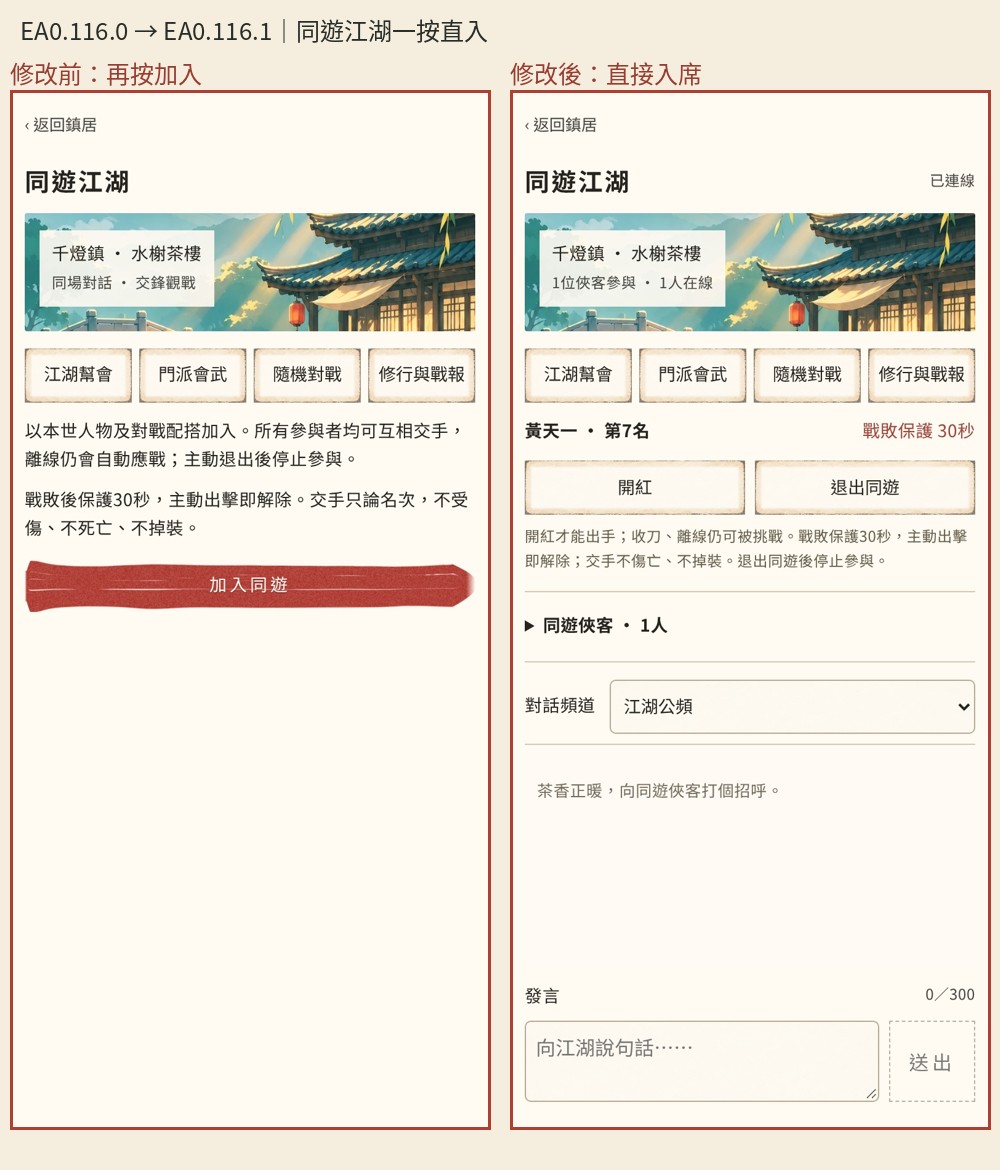 EA0.116.0 → EA0.116.1｜同遊江湖一按直入
修改前：再按加入
‹ 返回鎮居
同遊江湖
千燈鎮 · 水榭茶樓
同場對話 · 交鋒觀戰
江湖幫會
門派會武
隨機對戰
修行與戰報
以本世人物及對戰配搭加入。所有參與者均可互相交手，
離線仍會自動應戰；主動退出後停止參與。
戰敗後保護30秒，主動出擊即解除。交手只論名次，不受
傷、不死亡、不掉裝。
加入同遊
修改後：直接入席
‹ 返回鎮居
同遊江湖
已連線
千燈鎮 · 水榭茶樓
1位俠客參與 · 1人在線
江湖幫會
門派會武
隨機對戰
修行與戰報
黃天一 · 第7名
戰敗保護 30秒
開紅
退出同遊
開紅才能出手；收刀、離線仍可被挑戰。戰敗保護30秒，主動出擊
即解除；交手不傷亡、不掉裝。退出同遊後停止參與。
▶ 同遊俠客 · 1人
對話頻道
江湖公頻
茶香正暖，向同遊俠客打個招呼。
發言
0／300
向江湖說句話……
送出